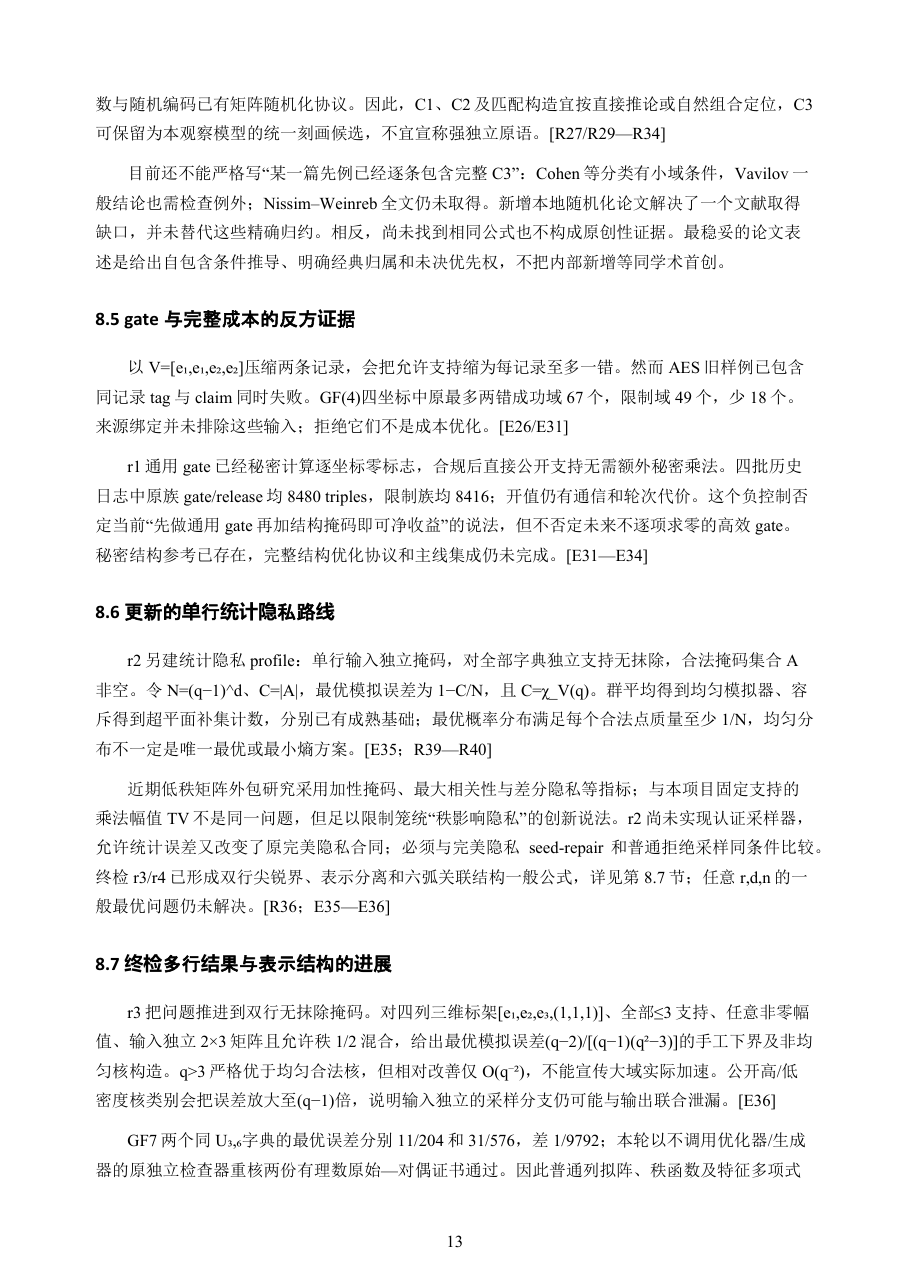 数与随机编码已有矩阵随机化协议。因此，C1、C2 及匹配构造宜按直接推论或自然组合定位，C3
可保留为本观察模型的统一刻画候选，不宜宣称强独立原语。[R27/R29—R34]
目前还不能严格写“某一篇先例已经逐条包含完整 C3”：Cohen 等分类有小域条件，Vavilov 一
般结论也需检查例外；Nissim–Weinreb 全文仍未取得。新增本地随机化论文解决了一个文献取得
缺口，并未替代这些精确归约。相反，尚未找到相同公式也不构成原创性证据。最稳妥的论文表
述是给出自包含条件推导、明确经典归属和未决优先权，不把内部新增等同学术首创。
8.5 gate 与完整成本的反方证据
以 V=[e₁,e₁,e₂,e₂]压缩两条记录，会把允许支持缩为每记录至多一错。然而 AES 旧样例已包含
同记录 tag 与 claim 同时失败。GF(4)四坐标中原最多两错成功域 67 个，限制域 49 个，少 18 个。
来源绑定并未排除这些输入；拒绝它们不是成本优化。[E26/E31]
r1 通用 gate 已经秘密计算逐坐标零标志，合规后直接公开支持无需额外秘密乘法。四批历史
日志中原族 gate/release 均 8480 triples，限制族均 8416；开值仍有通信和轮次代价。这个负控制否
定当前“先做通用 gate 再加结构掩码即可净收益”的说法，但不否定未来不逐项求零的高效 gate。
秘密结构参考已存在，完整结构优化协议和主线集成仍未完成。[E31—E34]
8.6 更新的单行统计隐私路线
r2 另建统计隐私 profile：单行输入独立掩码，对全部字典独立支持无抹除，合法掩码集合 A
非空。令 N=(q−1)^d、C=|A|，最优模拟误差为 1−C/N，且 C=χ_V(q)。群平均得到均匀模拟器、容
斥得到超平面补集计数，分别已有成熟基础；最优概率分布满足每个合法点质量至少 1/N，均匀分
布不一定是唯一最优或最小熵方案。[E35；R39—R40]
近期低秩矩阵外包研究采用加性掩码、最大相关性与差分隐私等指标；与本项目固定支持的
乘法幅值 TV 不是同一问题，但足以限制笼统“秩影响隐私”的创新说法。r2 尚未实现认证采样器，
允许统计误差又改变了原完美隐私合同；必须与完美隐私 seed-repair 和普通拒绝采样同条件比较。
终检 r3/r4 已形成双行尖锐界、表示分离和六弧关联结构一般公式，详见第 8.7 节；任意 r,d,n 的一
般最优问题仍未解决。[R36；E35—E36]
8.7 终检多行结果与表示结构的进展
r3 把问题推进到双行无抹除掩码。对四列三维标架[e₁,e₂,e₃,(1,1,1)]、全部≤3 支持、任意非零幅
值、输入独立 2×3 矩阵且允许秩 1/2 混合，给出最优模拟误差(q−2)/[(q−1)(q²−3)]的手工下界及非均
匀核构造。q>3 严格优于均匀合法核，但相对改善仅 O(q⁻²)，不能宣传大域实际加速。公开高/低
密度核类别会把误差放大至(q−1)倍，说明输入独立的采样分支仍可能与输出联合泄漏。[E36]
GF7 两个同 U₃,₆字典的最优误差分别 11/204 和 31/576，差 1/9792；本轮以不调用优化器/生成
器的原独立检查器重核两份有理数原始—对偶证书通过。因此普通列拟阵、秩函数及特征多项式
13